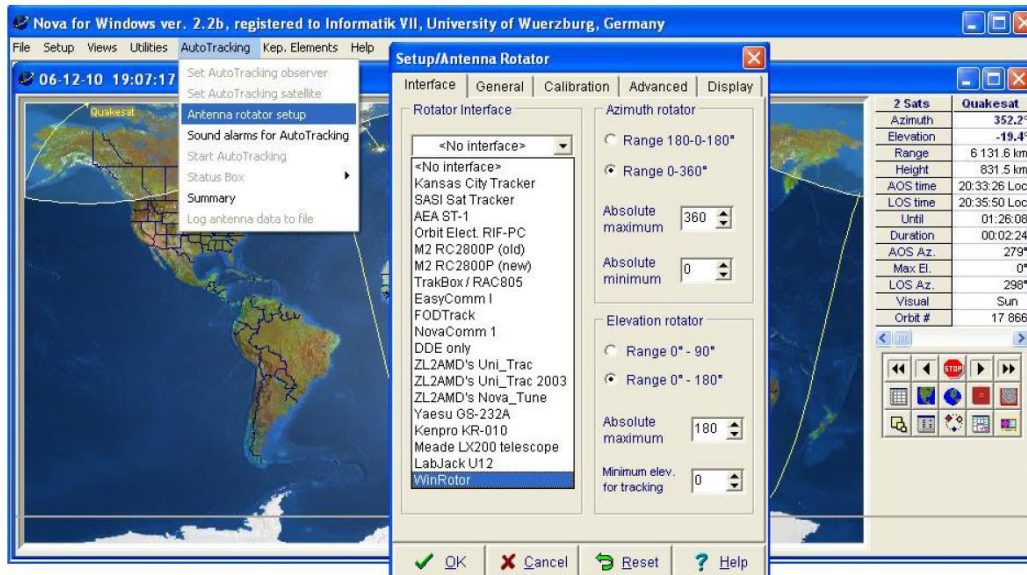 Nova for Windows ver. 2.2b, registered to Informatik VII, University of Wuerzburg, Germany
File Setup Views Utilities AutoTracking Kep. Elements Help
06-12-10 19:07:17
Set AutoTracking observer
Set AutoTracking satellite
Antenna rotator setup
Sound alarms for AutoTracking
Start AutoTracking
Status Box
Summary
Log antenna data to file
Quakesat
Setup/Antenna Rotator
Interface General Calibration Advanced Display
Rotator Interface
<No interface>
<No interface>
Kansas City Tracker
SASI Sat Tracker
AEA ST-1
Orbit Elect. RIF-PC
M2 RC2800P (old)
M2 RC2800P (new)
TrakBox / RAC805
EasyComm I
FODTrack
NovaComm 1
DDE only
ZL2AMD's Uni_Trac
ZL2AMD's Uni_Trac 2003
ZL2AMD's Nova_Tune
Yaesu GS-232A
Kenpro KR-010
Meade LX200 telescope
LabJack U12
WinRotor
Azimuth rotator
Range 180-0-180°
Range 0-360°
Absolute maximum 360
Absolute minimum 0
Elevation rotator
Range 0° - 90°
Range 0° - 180°
Absolute maximum 180
Minimum elev. for tracking 0
OK Cancel Reset Help
2 Sats Quakesat
Azimuth 352.2°
Elevation -19.4°
Range 6 131.6 km
Height 831.5 km
AOS time 20:33:26 Loc
LOS time 20:35:50 Loc
Until 01:26:08
Duration 00:02:24
AOS Az. 279°
Max El. 0°
LOS Az. 298°
Visual Sun
Orbit # 17 866
STOP